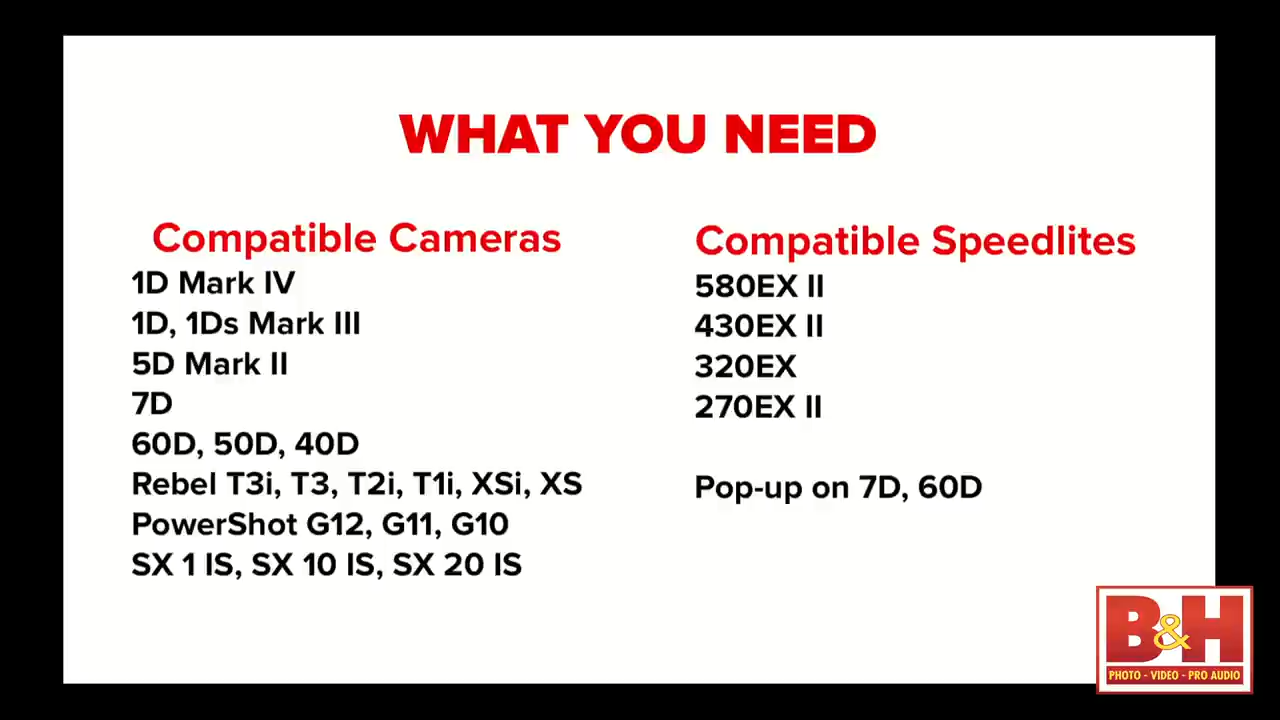 WHAT YOU NEED
Compatible Cameras
1D Mark IV
1D, 1Ds Mark III
5D Mark II
7D
60D, 50D, 40D
Rebel T3i, T3, T2i, T1i, XSi, XS
PowerShot G12, G11, G10
SX 1 IS, SX 10 IS, SX 20 IS
Compatible Speedlites
580EX II
430EX II
320EX
270EX II
Pop-up on 7D, 60D
B&H
PHOTO - VIDEO - PRO AUDIO